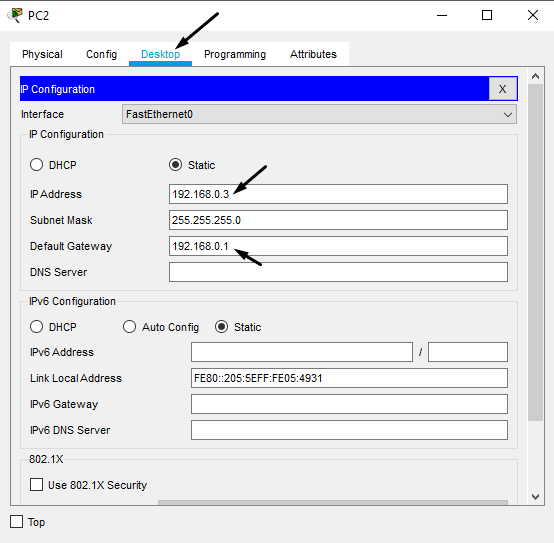 PC2
Physical Config Desktop Programming Attributes
IP Configuration X
Interface FastEthernet0
IP Configuration
DHCP Static
IP Address 192.168.0.3
Subnet Mask 255.255.255.0
Default Gateway 192.168.0.1
DNS Server
IPv6 Configuration
DHCP Auto Config Static
IPv6 Address /
Link Local Address FE80::205:5EFF:FE05:4931
IPv6 Gateway
IPv6 DNS Server
802.1X
Use 802.1X Security
Top